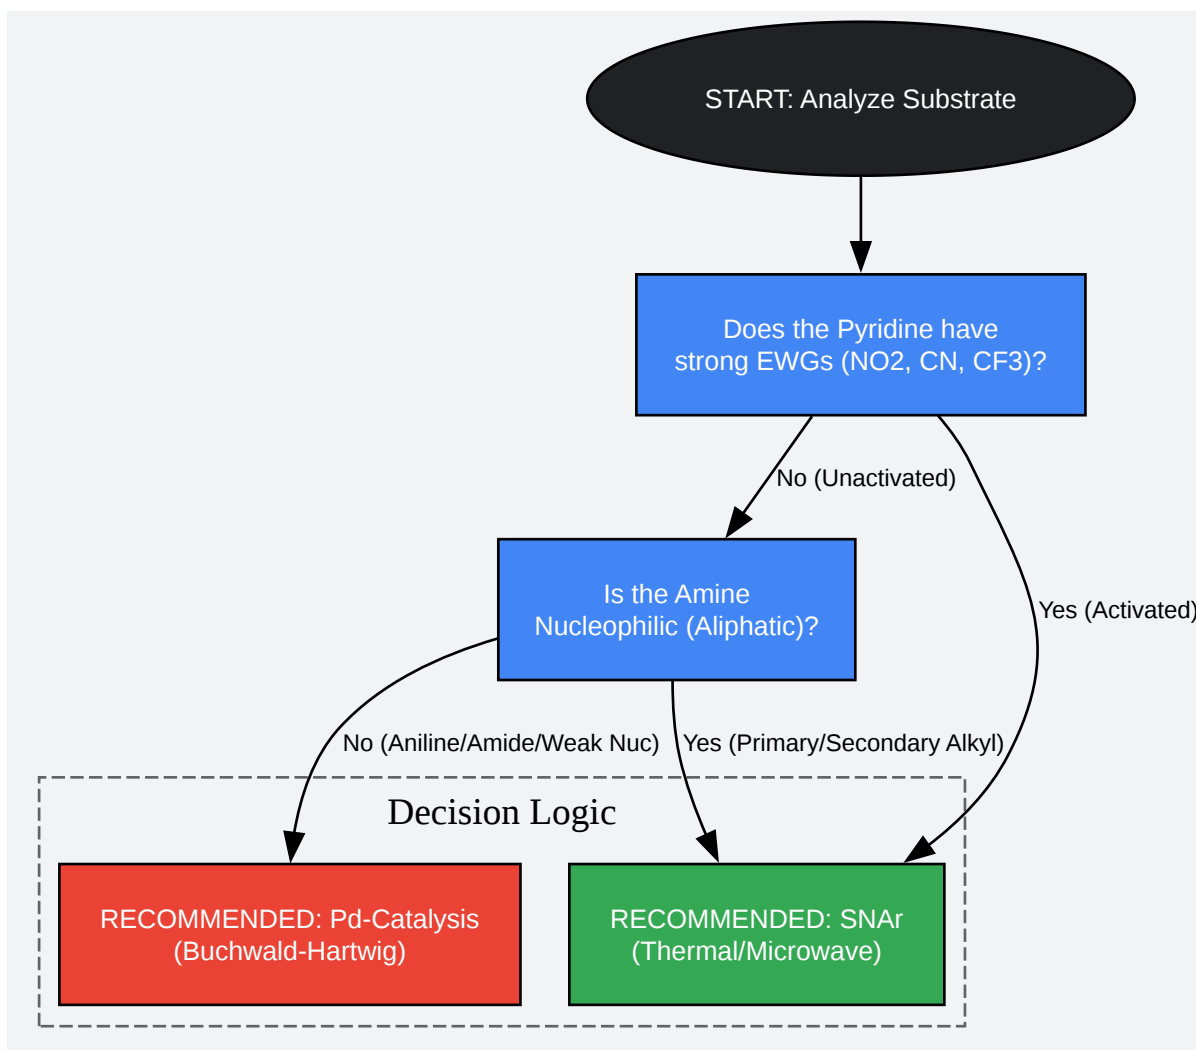 START: Analyze Substrate
Does the Pyridine have
strong EWGs (NO2, CN, CF3)?
No (Unactivated)
Yes (Activated)
Is the Amine
Nucleophilic (Aliphatic)?
No (Aniline/Amide/Weak Nuc)
Yes (Primary/Secondary Alkyl)
Decision Logic
RECOMMENDED: Pd-Catalysis
(Buchwald-Hartwig)
RECOMMENDED: SNAr
(Thermal/Microwave)